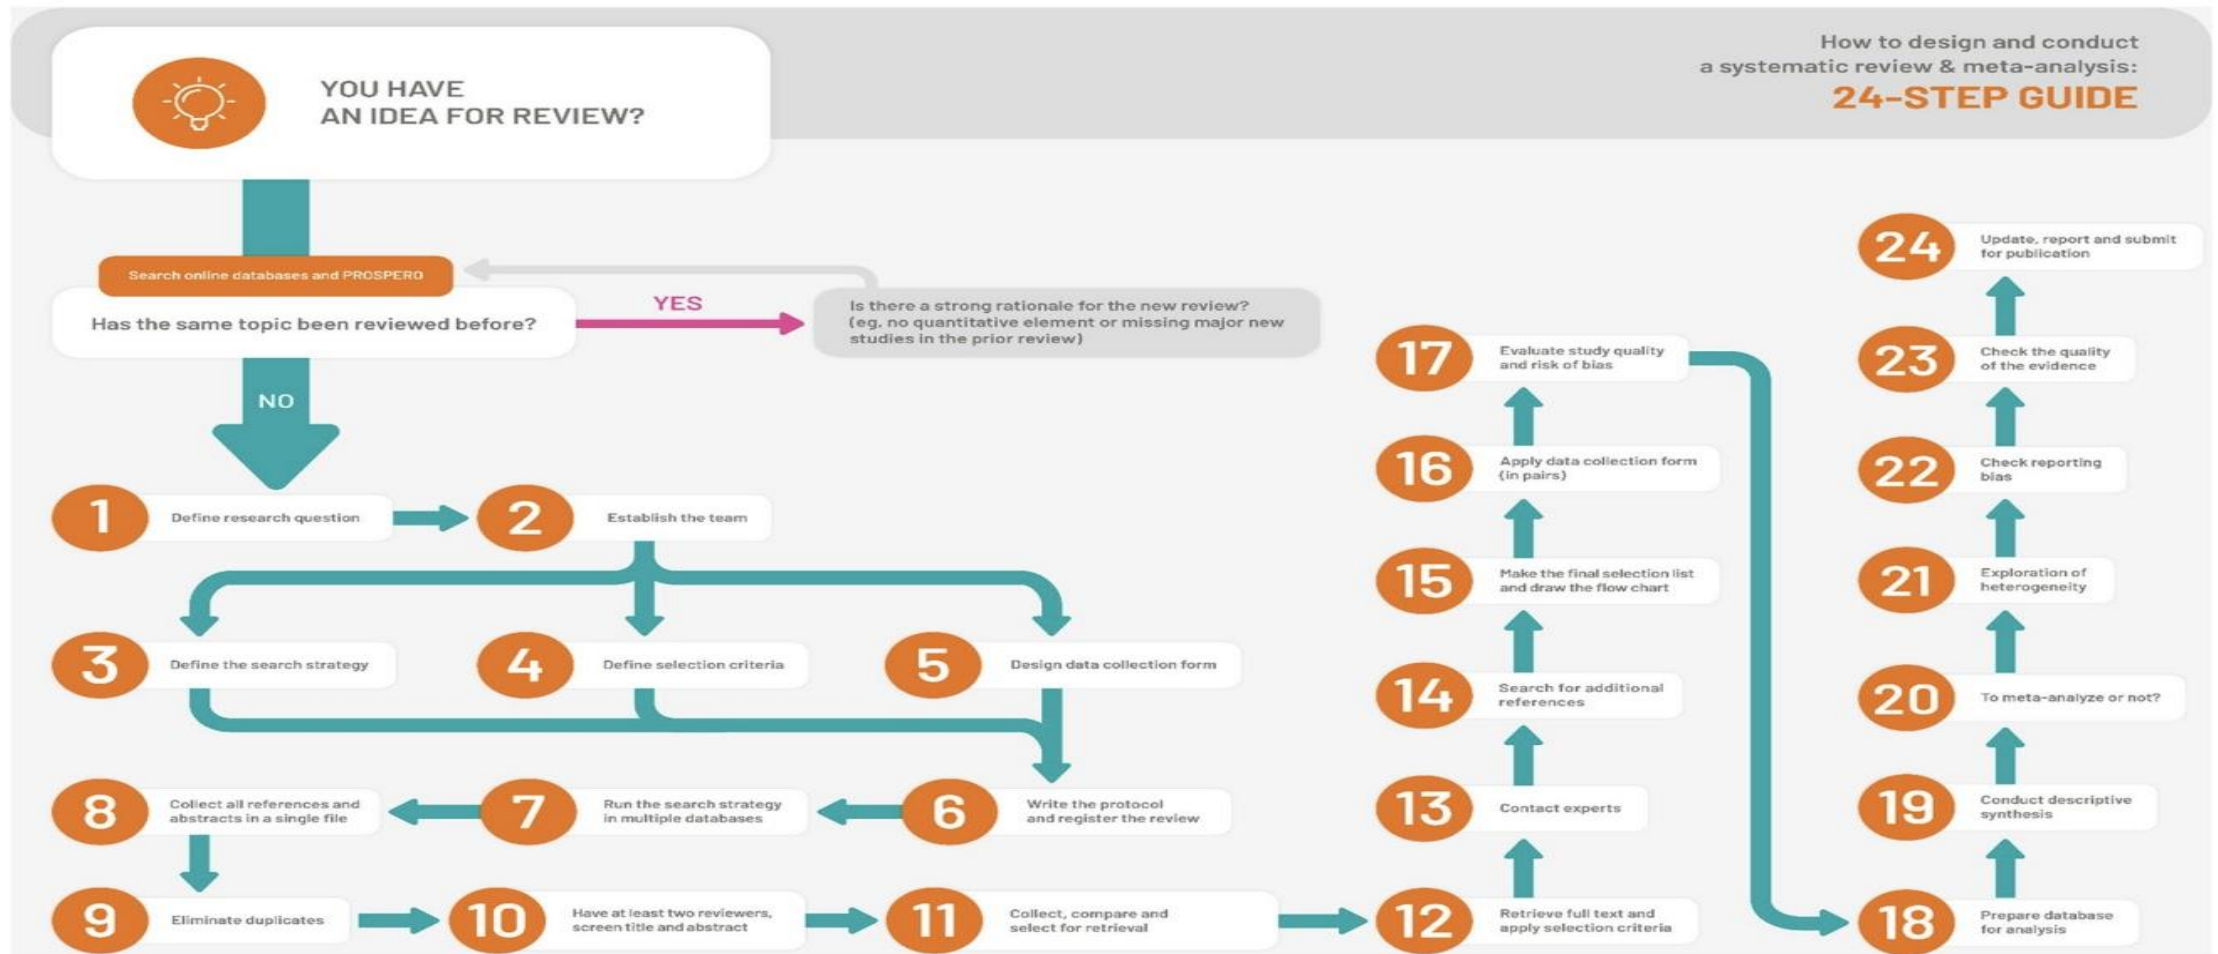 YOU HAVE
AN IDEA FOR REVIEW?
How to design and conduct
a systematic review & meta-analysis:
24-STEP GUIDE
Search online databases and PROSPERO
Has the same topic been reviewed before?
YES
Is there a strong rationale for the new review?
(eg, no quantitative element or missing major new
studies in the prior review)
NO
1
Define research question
2
Establish the team
3
Define the search strategy
4
Define selection criteria
5
Design data collection form
6
Write the protocol
and register the review
7
Run the search strategy
in multiple databases
8
Collect all references and
abstracts in a single file
9
Eliminate duplicates
10
Have at least two reviewers,
screen title and abstract
11
Collect, compare and
select for retrieval
12
Retrieve full text and
apply selection criteria
13
Contact experts
14
Search for additional
references
15
Make the final selection list
and draw the flow chart
16
Apply data collection form
(in pairs)
17
Evaluate study quality
and risk of bias
18
Prepare database
for analysis
19
Conduct descriptive
synthesis
20
To meta-analyze or not?
21
Exploration of
heterogeneity
22
Check reporting
bias
23
Check the quality
of the evidence
24
Update, report and submit
for publication